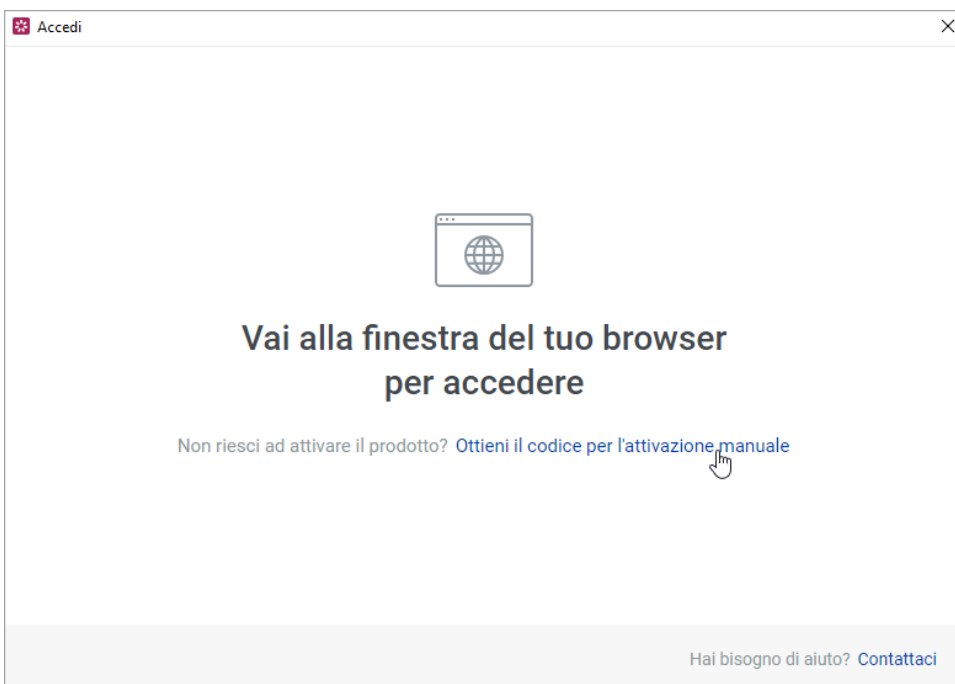 Accedi
Vai alla finestra del tuo browser
per accedere
Non riesci ad attivare il prodotto? Ottieni il codice per l'attivazione manuale
Hai bisogno di aiuto? Contattaci